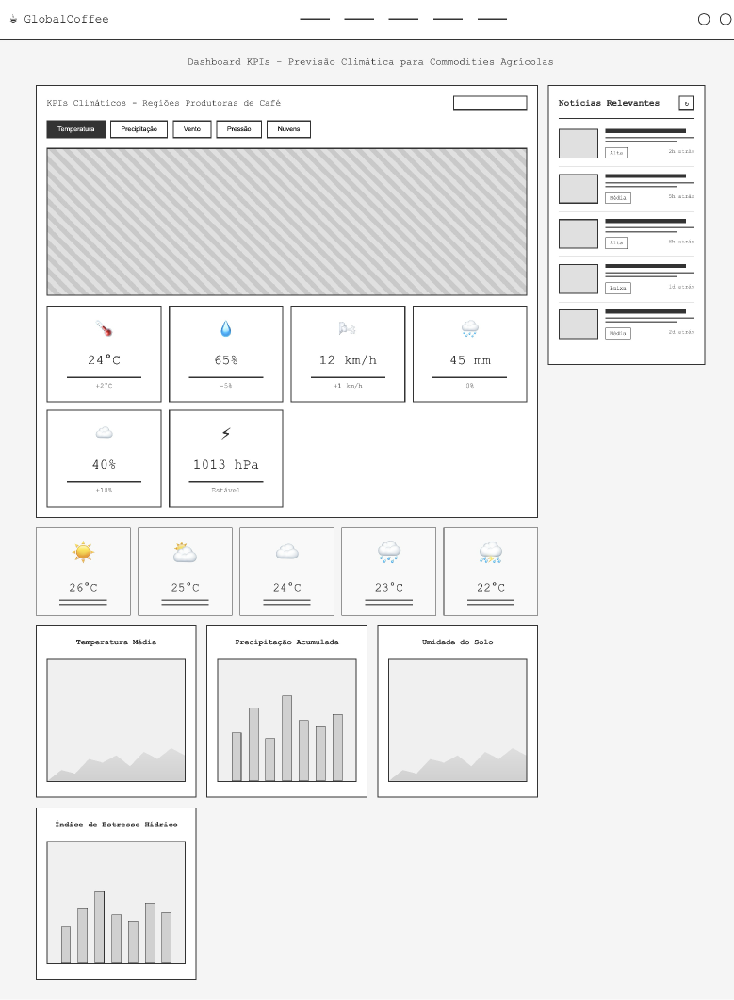 GlobalCoffee
Dashboard KPIs - Previsão Climática para Commodities Agrícolas
KPIs Climáticos - Regiões Produtoras de Café
Temperatura
Precipitação
Vento
Pressão
Nuvens
24°C
+2°C
65%
-5%
12 km/h
+1 km/h
45 mm
0%
40%
+10%
1013 hPa
Estável
26°C
25°C
24°C
23°C
22°C
Temperatura Média
Precipitação Acumulada
Umidade do Solo
Índice de Estresse Hídrico
Notícias Relevantes
Alta
2h atrás
Média
5h atrás
Alta
8h atrás
Baixa
1d atrás
Média
2d atrás